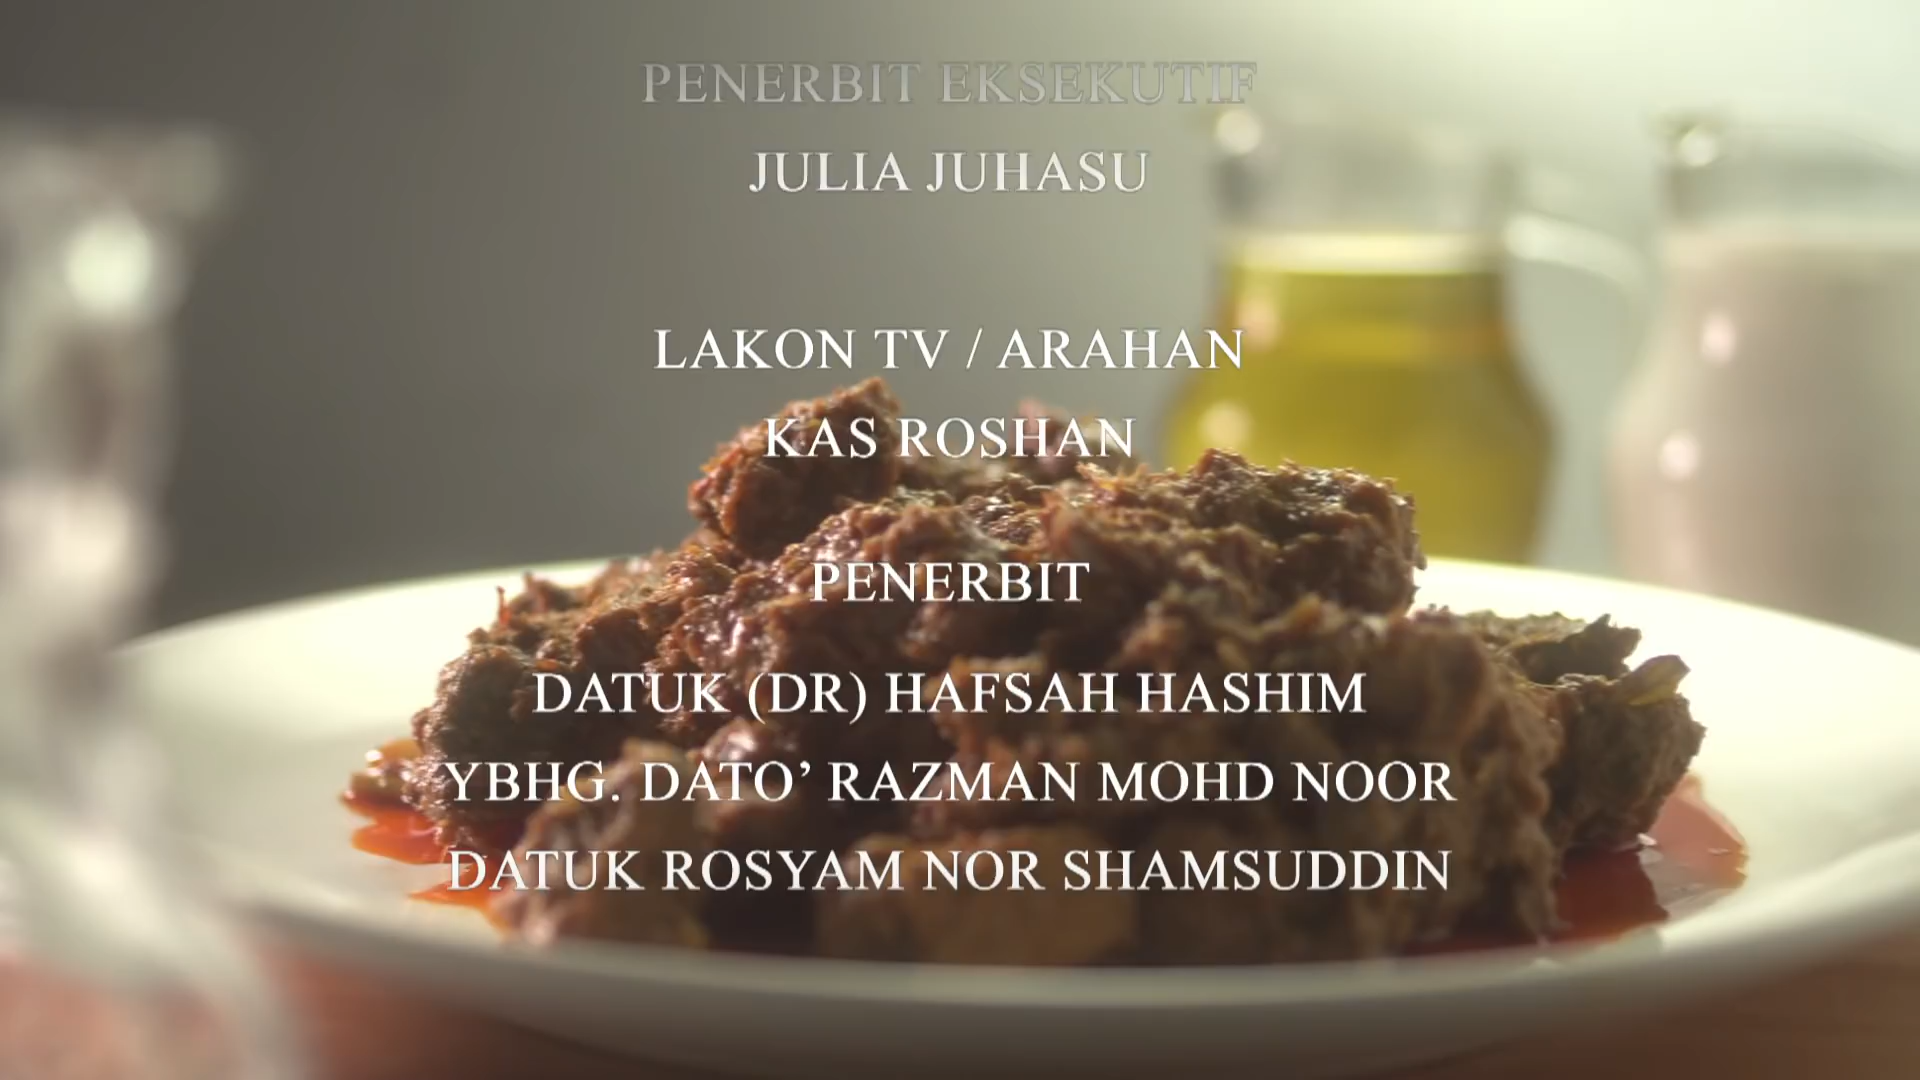 PENERBIT EKSEKUTIF
JULIA JUHASU
LAKON TV / ARAHAN
KAS ROSHAN
PENERBIT
DATUK (DR) HAFSAH HASHIM
YBHG. DATO’ RAZMAN MOHD NOOR
DATUK ROSYAM NOR SHAMSUDDIN